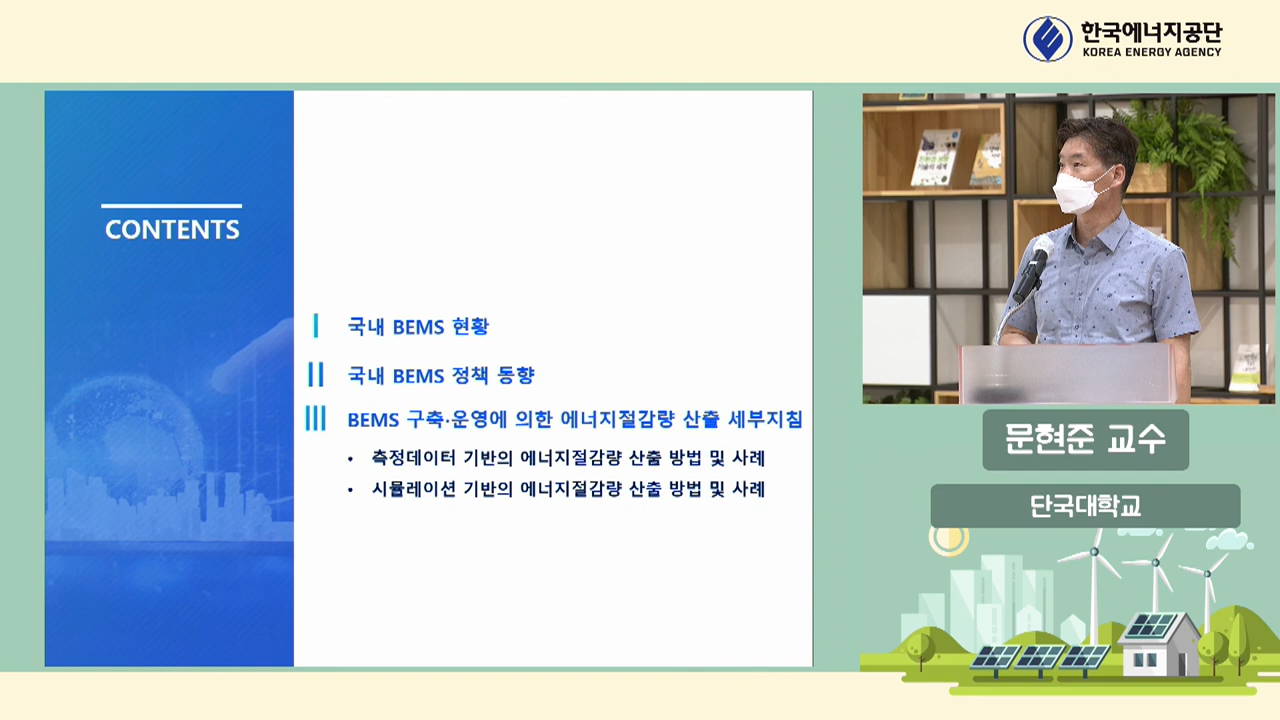 한국에너지공단
KOREA ENERGY AGENCY
CONTENTS
I 국내 BEMS 현황
II 국내 BEMS 정책 동향
III BEMS 구축·운영에 의한 에너지절감량 산출 세부지침
• 측정데이터 기반의 에너지절감량 산출 방법 및 사례
• 시뮬레이션 기반의 에너지절감량 산출 방법 및 사례
문현준 교수
단국대학교